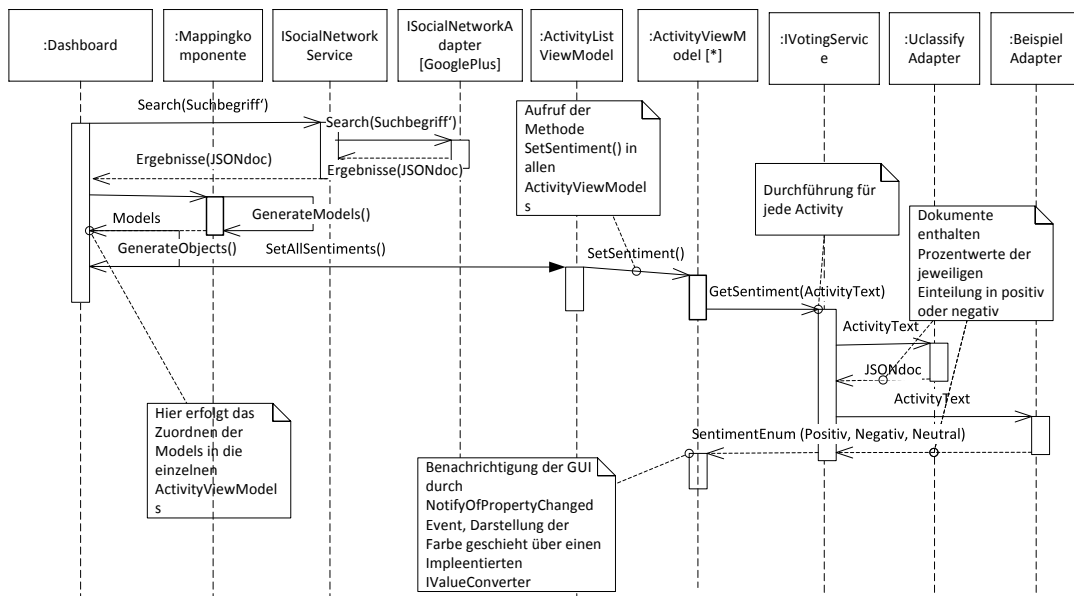 :Dashboard
:Mappingko
mponente
ISocialNetwork
Service
ISocialNetworkA
dapter
[GooglePlus]
:ActivityList
ViewModel
:ActivityViewM
odel [*]
:IVotingServic
e
:Uclassify
Adapter
:Beispiel
Adapter
Search(Suchbegriff‘)
Search(Suchbegriff‘)
Ergebnisse(JSONdoc)
Ergebnisse(JSONdoc)
Models
GenerateModels()
GenerateObjects()
SetAllSentiments()
Aufruf der
Methode
SetSentiment() in
allen
ActivityViewModel
s
SetSentiment()
Durchführung für
jede Activity
Dokumente
enthalten
Prozentwerte der
jeweiligen
Einteilung in positiv
oder negativ
GetSentiment(ActivityText)
ActivityText
JSONdoc
ActivityText
SentimentEnum (Positiv, Negativ, Neutral)
Hier erfolgt das
Zuordnen der
Models in die
einzelnen
ActivityViewModel
s
Benachrichtigung der GUI
durch
NotifyOfPropertyChanged
Event, Darstellung der
Farbe geschieht über einen
Impleentierten
IValueConverter